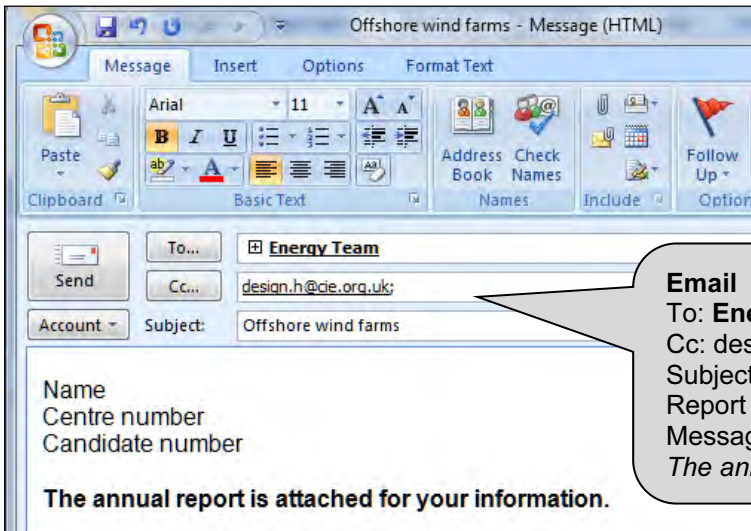 Offshore wind farms - Message (HTML)
Message Insert Options Format Text
Arial 11 A A
B I U
ab A Aa
Paste
Address Book
Check Names
Follow Up
Clipboard Basic Text Names Include
To... Energy Team
Send
Cc... design.h@cie.org.uk;
Account Subject: Offshore wind farms
Name
Centre number
Candidate number
The annual report is attached for your information.
Email
To:
Cc:
Report